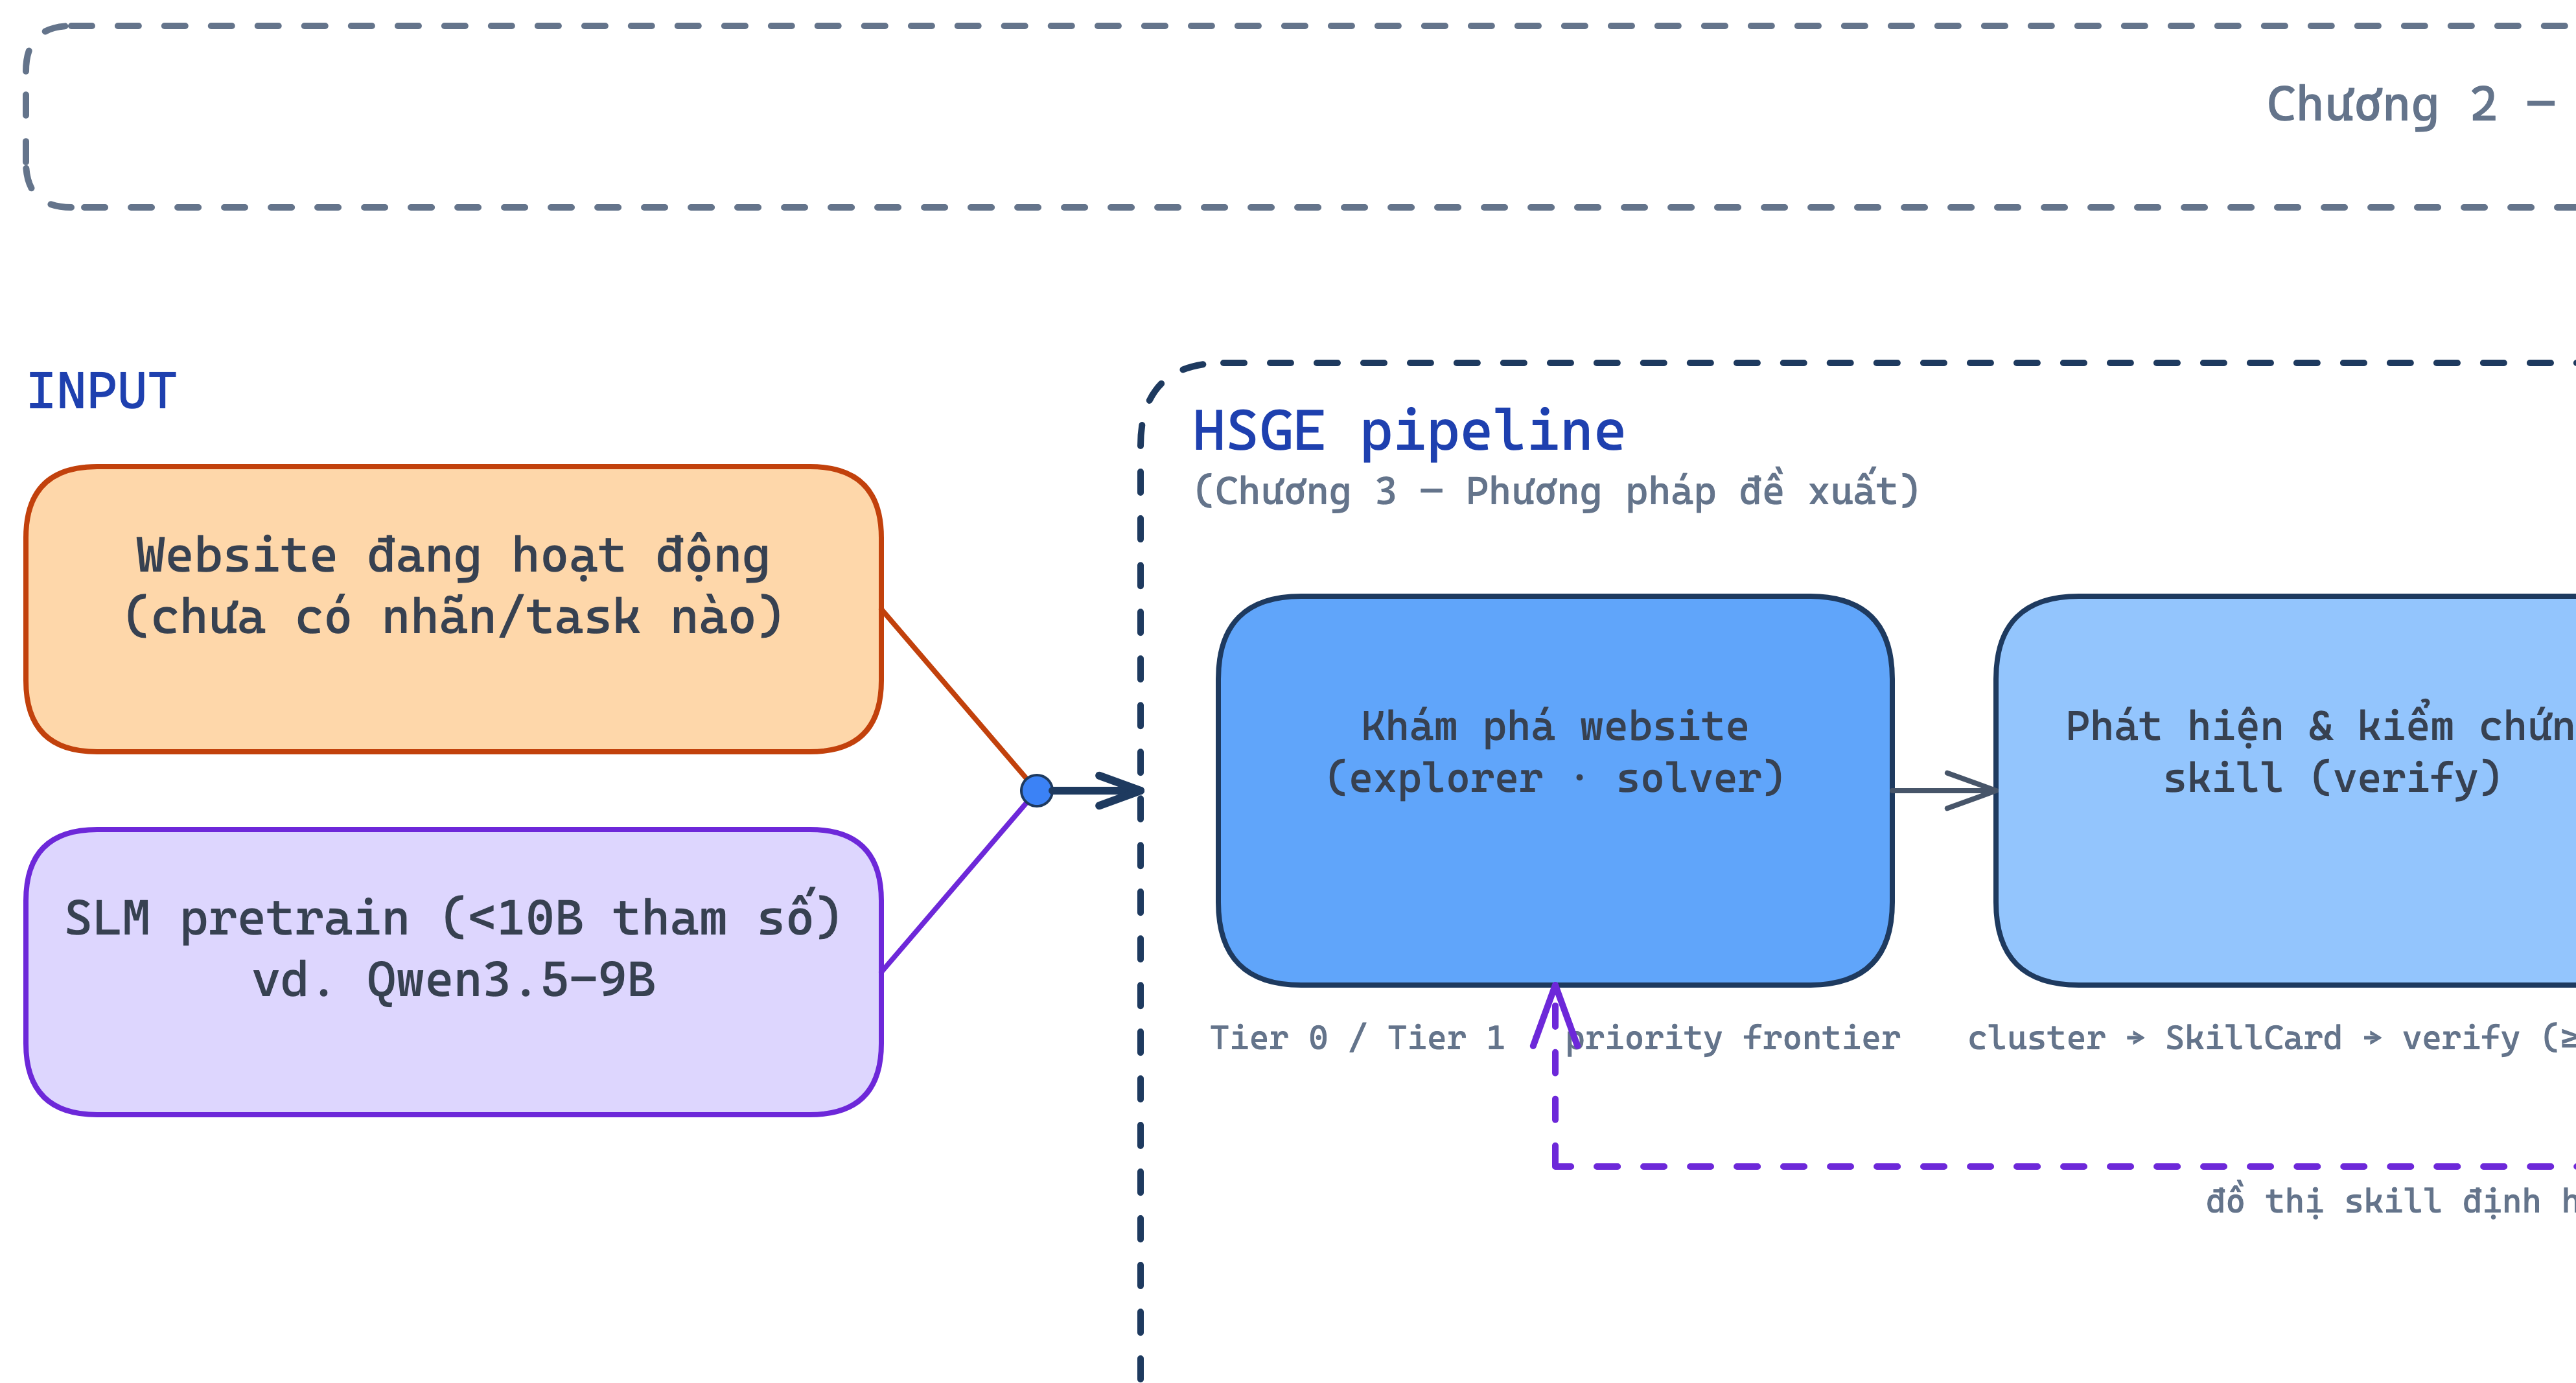 Chương 2 –
INPUT
HSGE pipeline
(Chương 3 – Phương pháp đề xuất)
Website đang hoạt động
(chưa có nhãn/task nào)
Khám phá website
(explorer · solver)
Phát hiện & kiểm chứn
skill (verify)
SLM pretrain (<10B tham số)
vd. Qwen3.5-9B
Tier 0 / Tier 1 priority frontier
cluster → SkillCard → verify (≥
đồ thị skill định h